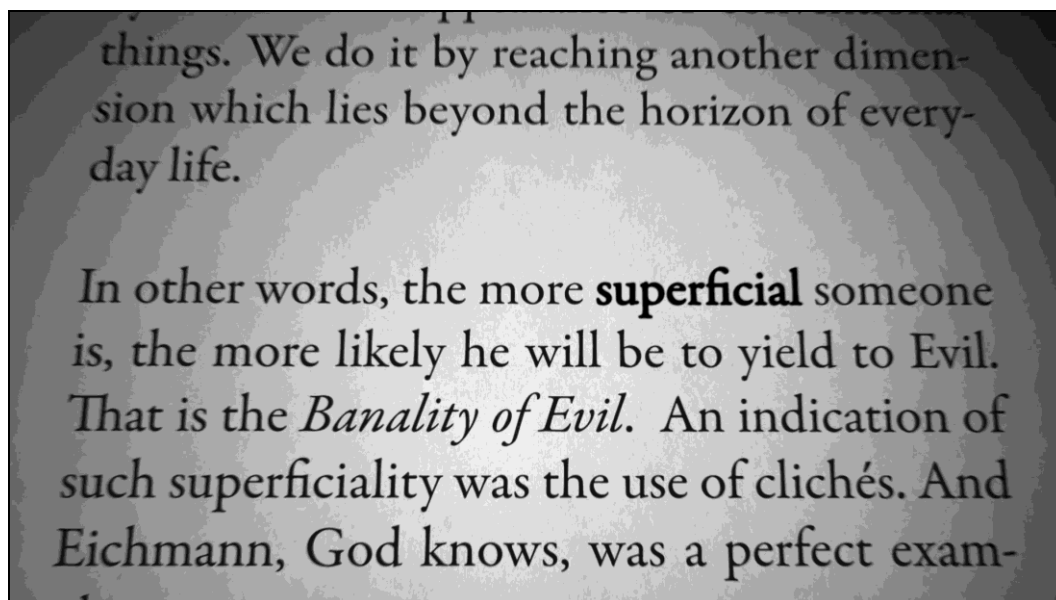 things. We do it by reaching another dimen-
sion which lies beyond the horizon of every-
day life.
In other words, the more superficial someone
is, the more likely he will be to yield to Evil.
That is the Banality of Evil. An indication of
such superficiality was the use of clichés. And
Eichmann, God knows, was a perfect exam-